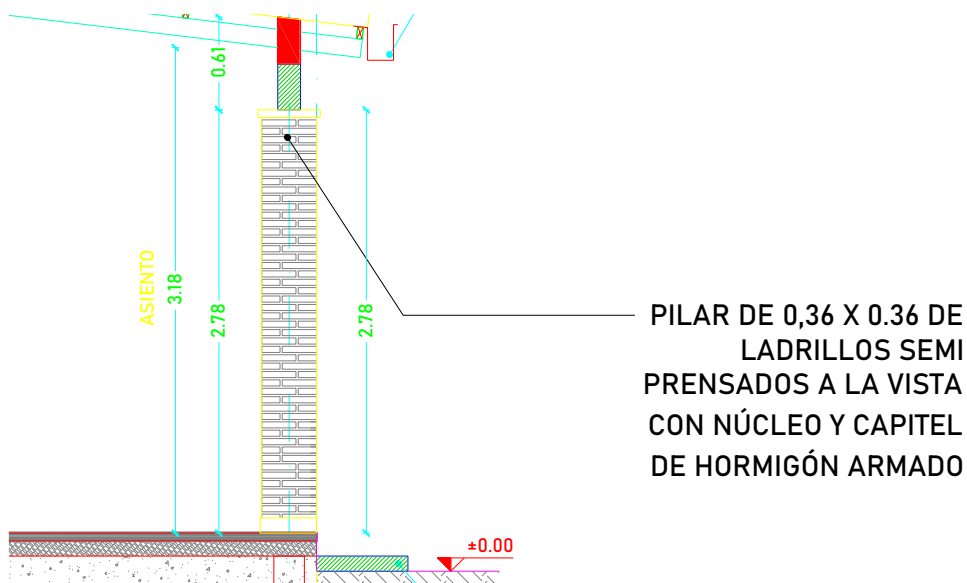 0.61
ASIENTO
3.18
2.78
2.78
PILAR DE 0,36 X 0.36 DE
LADRILLOS SEMI
PRENSADOS A LA VISTA
CON NÚCLEO Y CAPITEL
DE HORMIGÓN ARMADO
±0.00